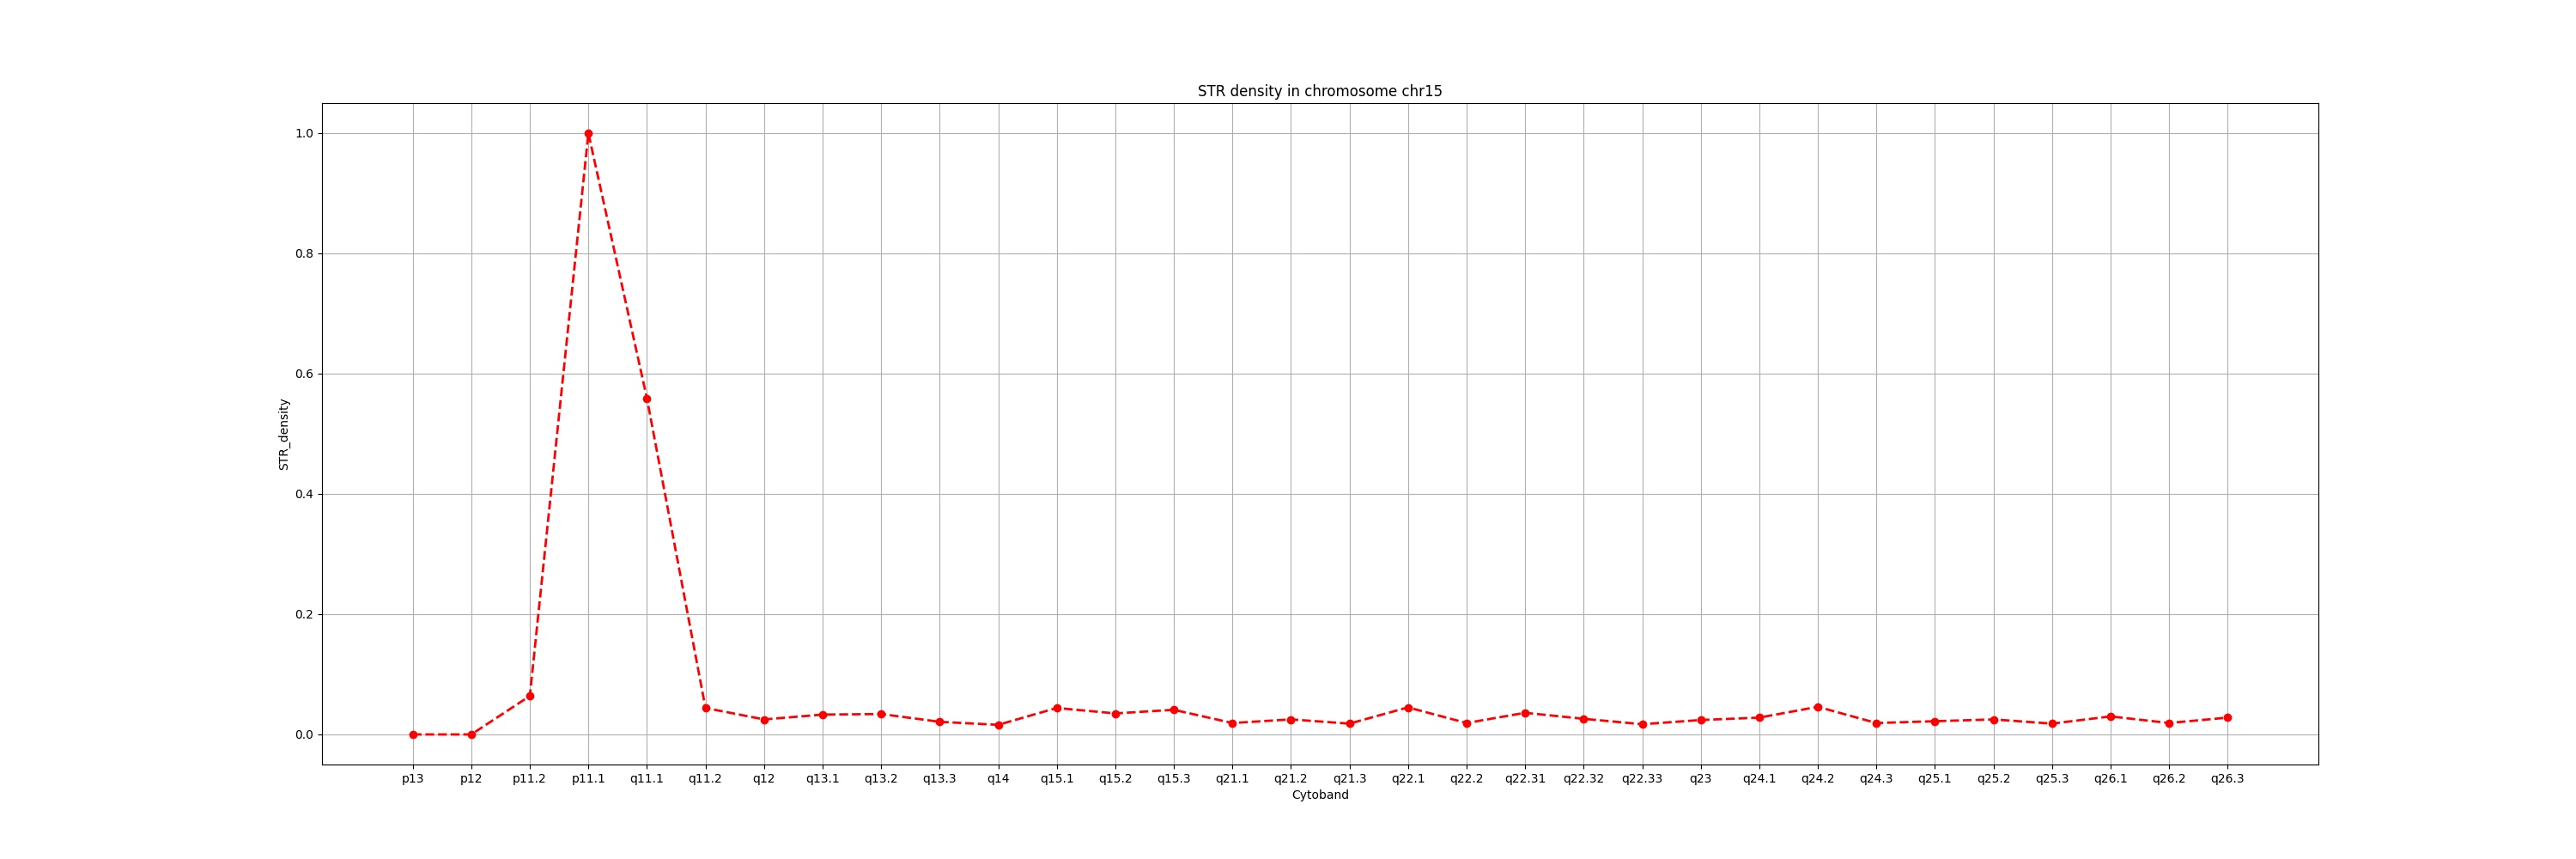 STR density in chromosome chr15
1.0
0.8
0.6
0.4
0.2
0.0
STR_density
p13 p12 p11.2 p11.1 q11.1 q11.2 q12 q13.1 q13.2 q13.3 q14 q15.1 q15.2 q15.3 q21.1 q21.2 q21.3 q22.1 q22.2 q22.31 q22.32 q22.33 q23 q24.1 q24.2 q24.3 q25.1 q25.2 q25.3 q26.1 q26.2 q26.3
Cytoband